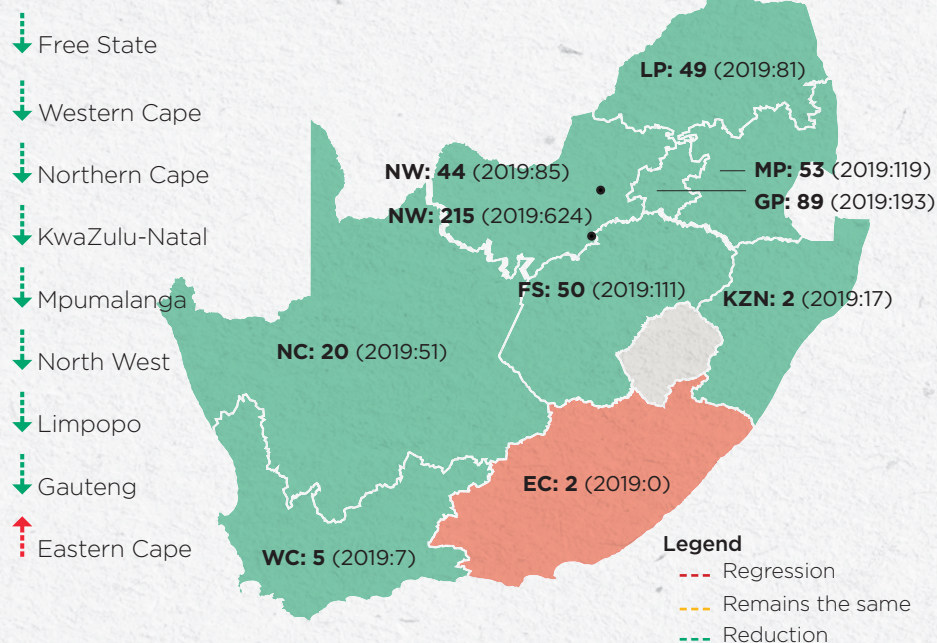 Free State
Western Cape
Northern Cape
KwaZulu-Natal
Mpumalanga
North West
Limpopo
Gauteng
Eastern Cape
LP: 49 (2019:81)
NW: 44 (2019:85)
MP: 53 (2019:119)
GP: 89 (2019:193)
NW: 215 (2019:624)
FS: 50 (2019:111)
KZN: 2 (2019:17)
NC: 20 (2019:51)
EC: 2 (2019:0)
WC: 5 (2019:7)
Legend
Regression
Remains the same
Reduction